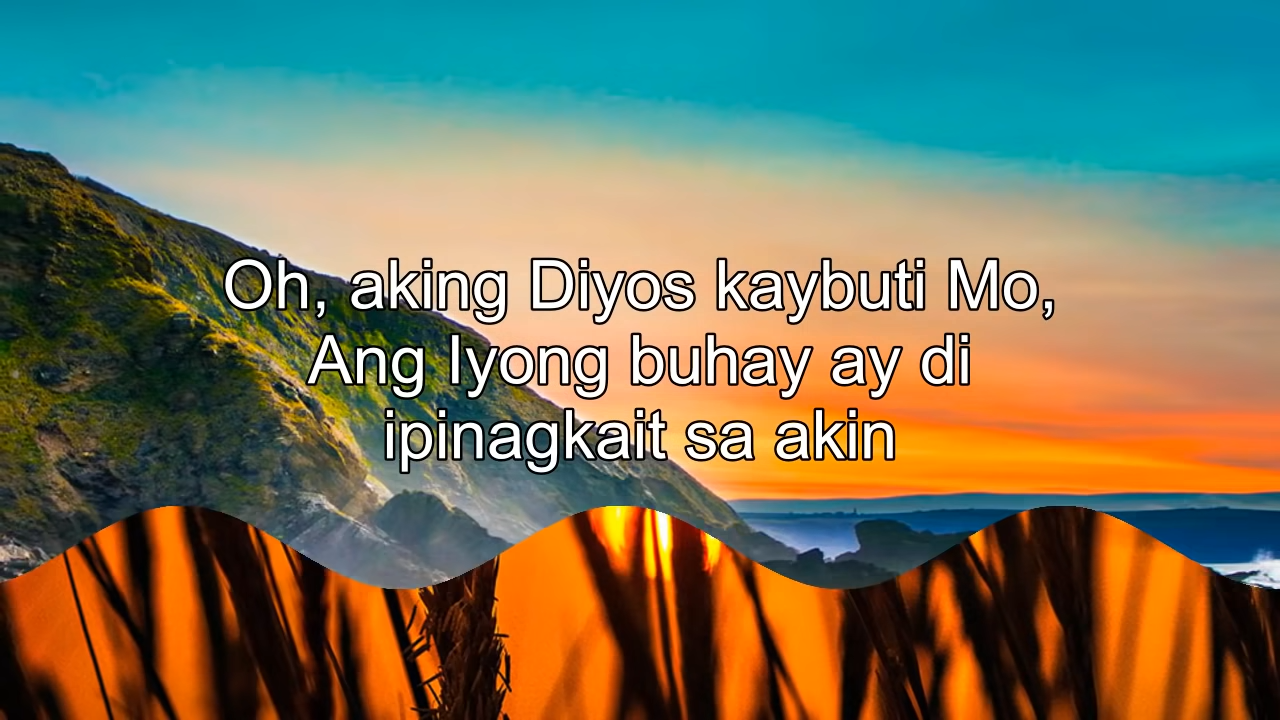 Oh, aking Diyos kaybuti Mo,
Ang Iyong buhay ay di
ipinagkait sa akin